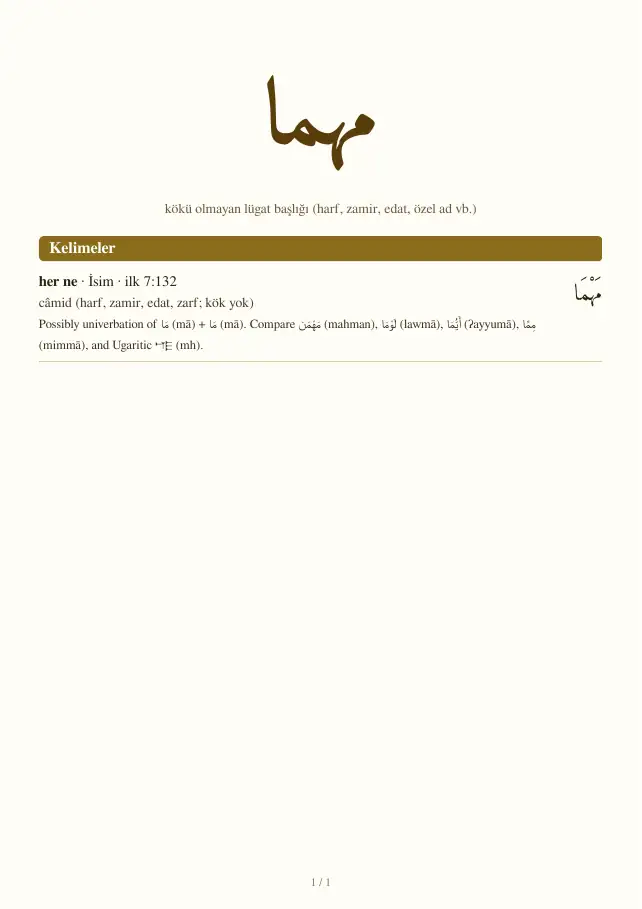 مهما
kökü olmayan lügat başlığı (harf, zamir, edat, özel ad vb.)
Kelimeler
her ne · İsim · ilk 7:132
مَهْمَا
câmid (harf, zamir, edat, zarf; kök yok)
Possibly univerbation of مَا (mā) + مَا (mā). Compare مَهْمَن (mahman), لَوْمَا (lawmā), أَيُّمَا (ʔayyumā), مِمَّا
(mimmā), and Ugaritic 𐎎𐎅 (mh).
1 / 1